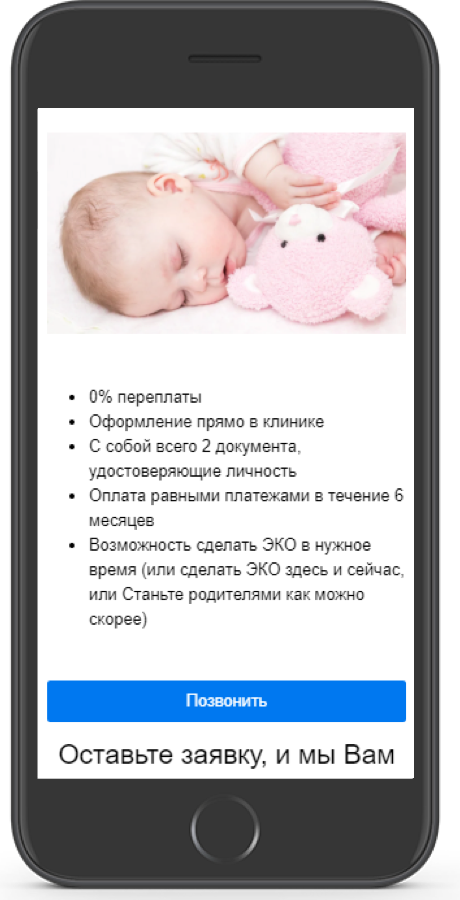 0% переплаты
Оформление прямо в клинике
С собой всего 2 документа,
удостоверяющие личность
Оплата равными платежами в течение 6
месяцев
Возможность сделать ЭКО в нужное
время (или сделать ЭКО здесь и сейчас,
или Станьте родителями как можно
скорее)
Позвонить
Оставьте заявку, и мы Вам